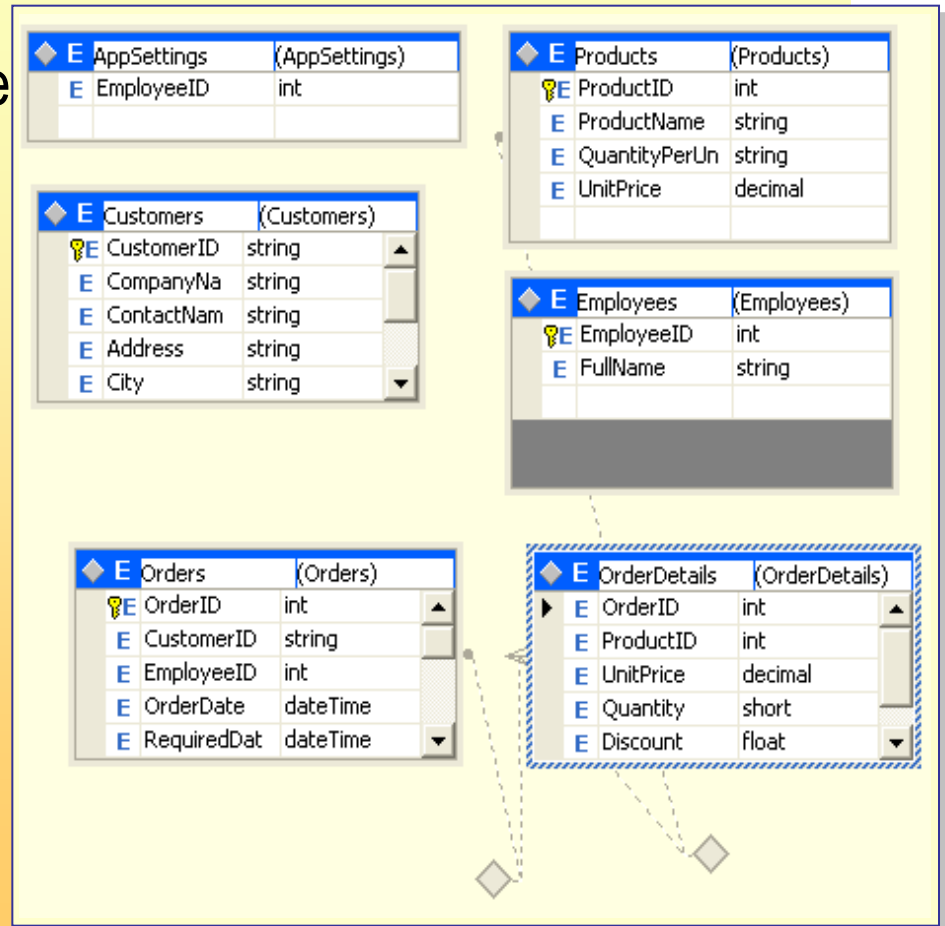 e
E AppSettings (AppSettings)
E EmployeeID int
E Products (Products)
E ProductID int
E ProductName string
E QuantityPerUn string
E UnitPrice decimal
E Customers (Customers)
E CustomerID string
E CompanyNa string
E ContactNam string
E Address string
E City string
E Employees (Employees)
E EmployeeID int
E FullName string
E Orders (Orders)
E OrderID int
E CustomerID string
E EmployeeID int
E OrderDate dateTime
E RequiredDat dateTime
E OrderDetails (OrderDetails)
E OrderID int
E ProductID int
E UnitPrice decimal
E Quantity short
E Discount float